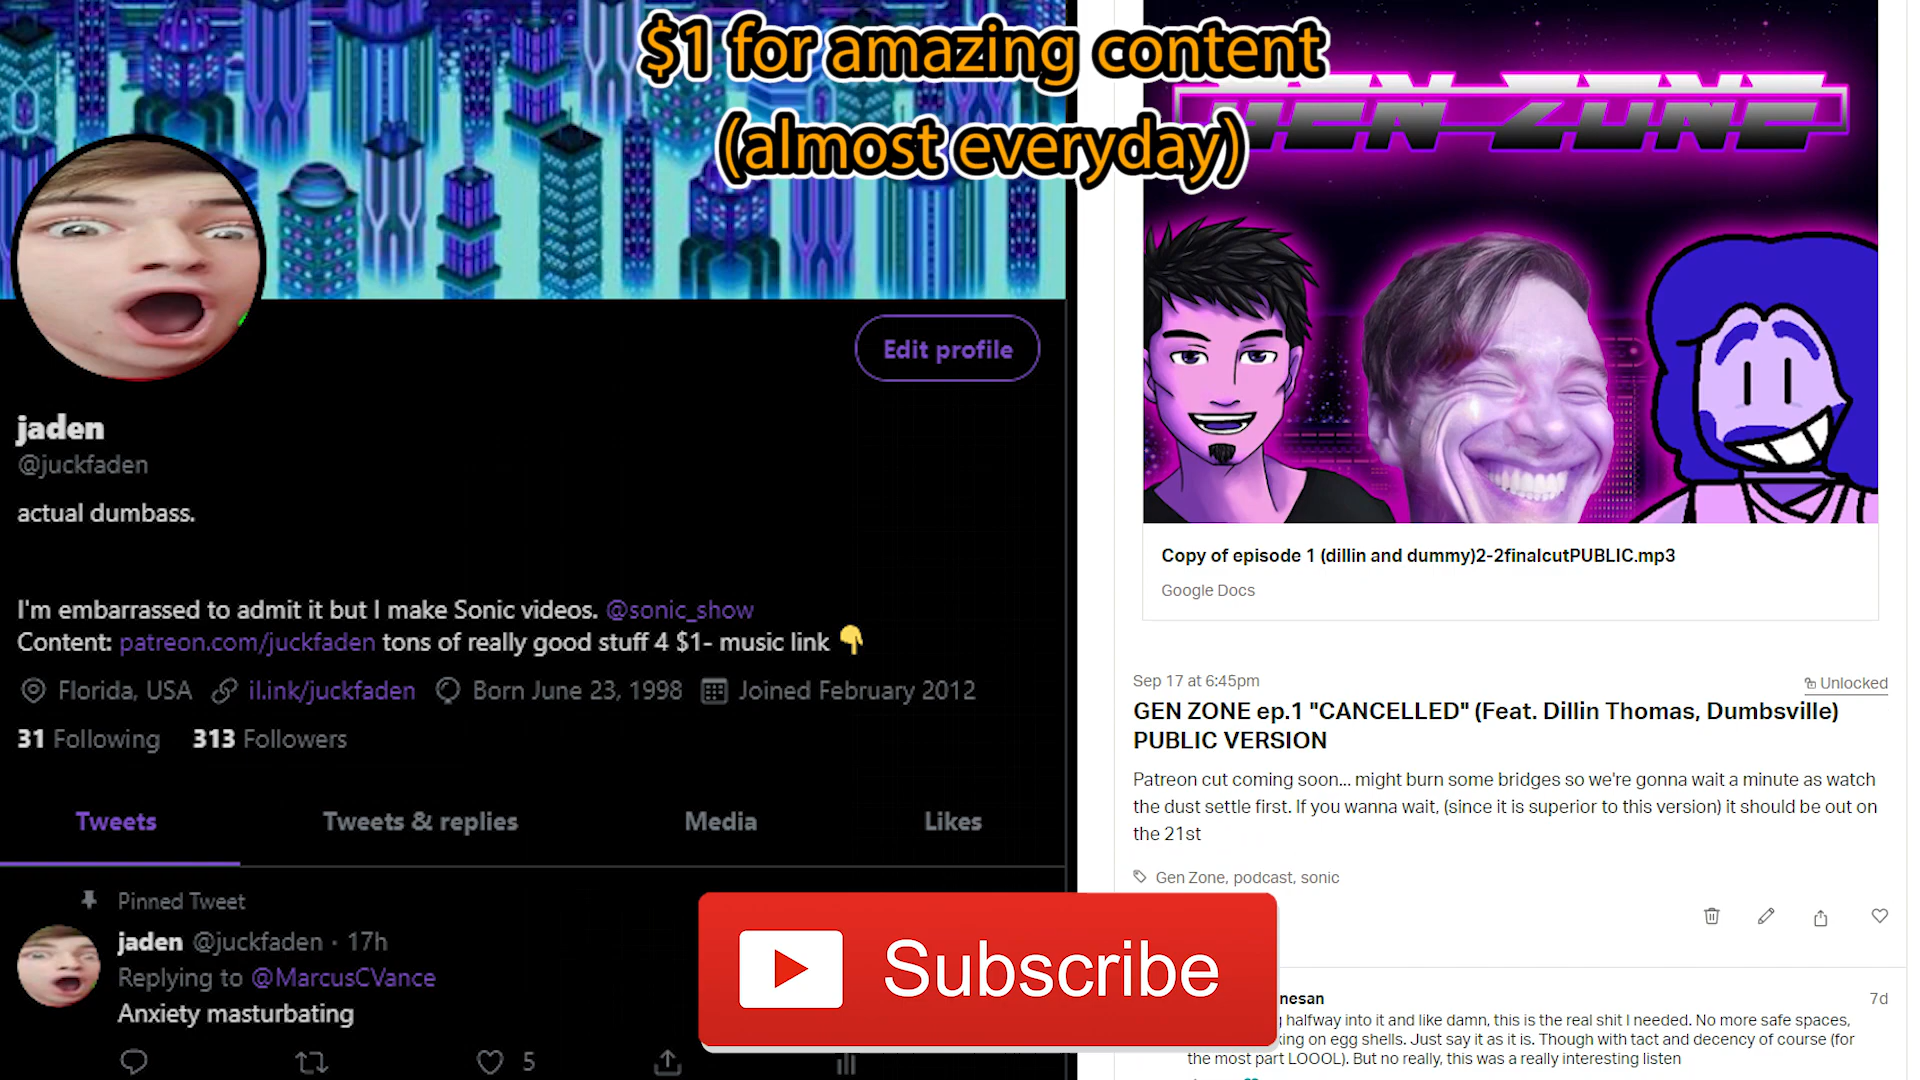 $1 for amazing content
(almost everyday)
GEN ZONE
Edit profile
jaden
@juckfaden
actual dumbass.
I'm embarrassed to admit it but I make Sonic videos. @sonic_show
Content: patreon.com/juckfaden tons of really good stuff 4 $1- music link 👇
Florida, USA il.ink/juckfaden Born June 23, 1998 Joined February 2012
31 Following 313 Followers
Tweets Tweets & replies Media Likes
Pinned Tweet
jaden @juckfaden · 17h
Replying to @MarcusCVance
Anxiety masturbating
5
Copy of episode 1 (dillin and dummy)2-2finalcutPUBLIC.mp3
Google Docs
Sep 17 at 6:45pm
Unlocked
GEN ZONE ep.1 "CANCELLED" (Feat. Dillin Thomas, Dumbsville)
PUBLIC VERSION
Patreon cut coming soon... might burn some bridges so we're gonna wait a minute as watch
the dust settle first. If you wanna wait, (since it is superior to this version) it should be out on
the 21st
Gen Zone, podcast, sonic
Subscribe
nesan
7d
halfway into it and like damn, this is the real shit I needed. No more safe spaces,
king on egg shells. Just say it as it is. Though with tact and decency of course (for
the most part LOOOL). But no really, this was a really interesting listen